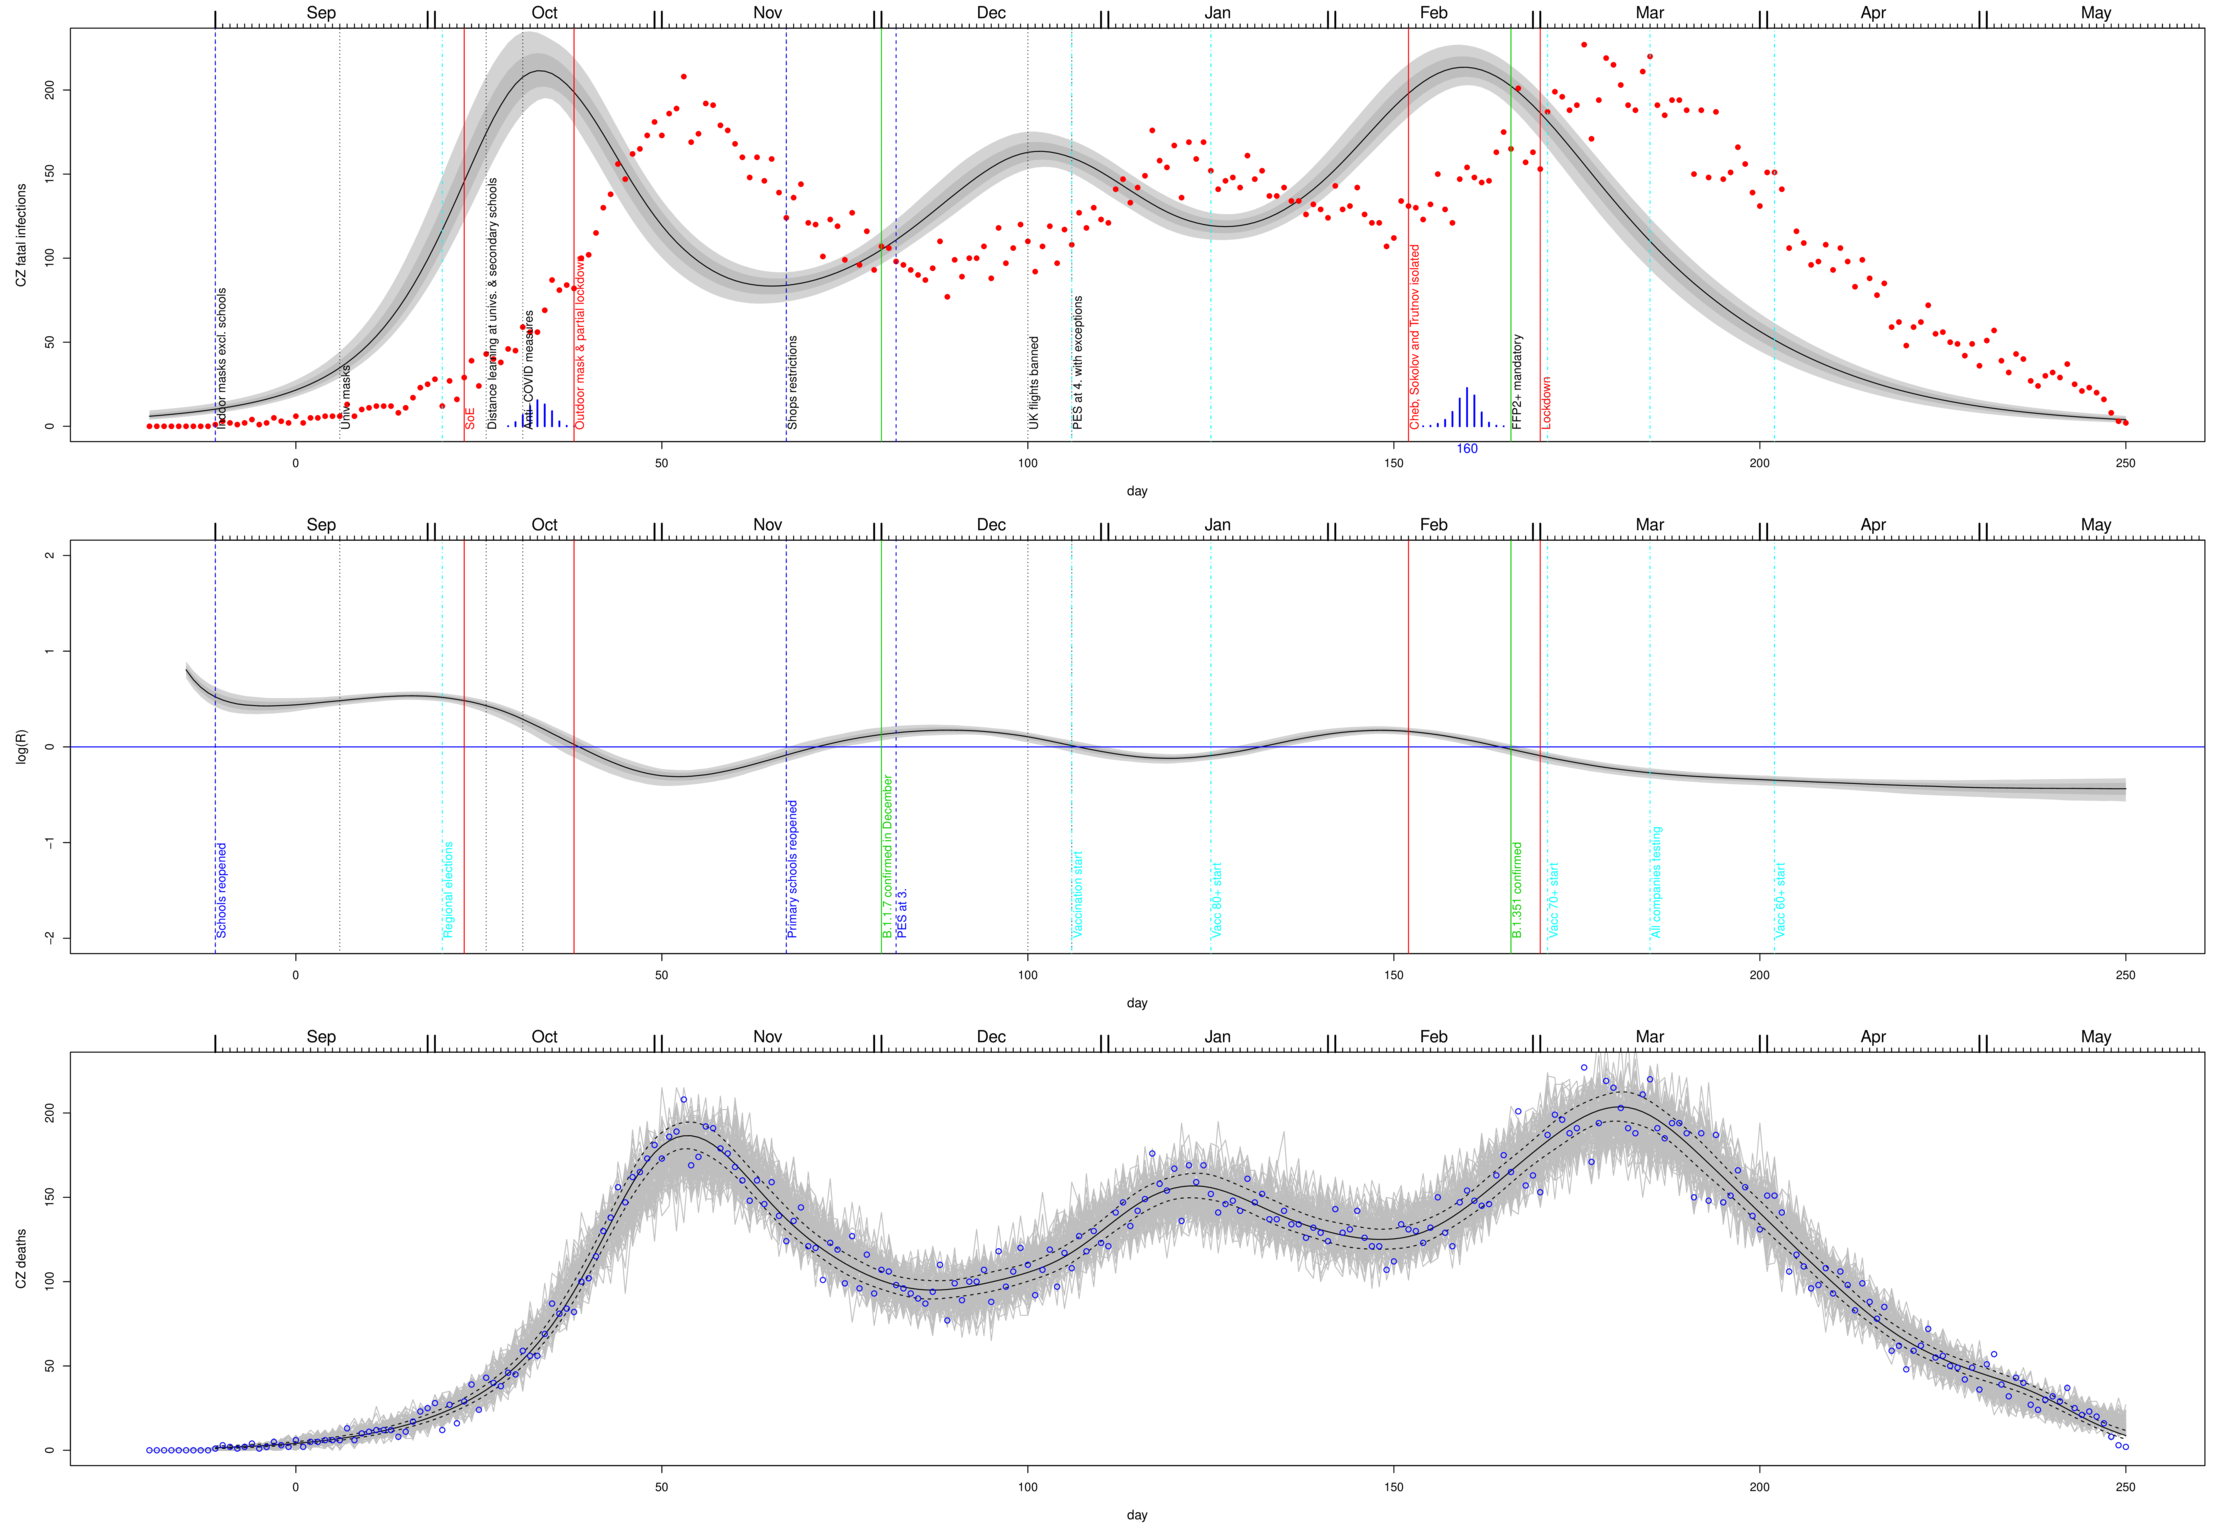 Sep Oct Nov Dec Jan Feb Mar Apr May
CZ fatal infections
0 50 100 150 200
Indoor masks excl. schools
Univ. masks
SoE
Distance learning at univs. & secondary schools
Anti-COVID measures
Outdoor mask & partial lockdown
Shops restrictions
UK flights banned
PES at 4. with exceptions
Cheb, Sokolov and Trutnov isolated
FFP2+ mandatory
Lockdown
160
0 50 100 150 200 250
day
Sep Oct Nov Dec Jan Feb Mar Apr May
log(R)
−2 −1 0 1 2
Schools reopened
Regional elections
Primary schools reopened
B.1.1.7 confirmed in December
PES at 3.
Vaccination start
Vacc 80+ start
B.1.351 confirmed
Vacc 70+ start
All companies testing
Vacc 60+ start
0 50 100 150 200 250
day
Sep Oct Nov Dec Jan Feb Mar Apr May
CZ deaths
0 50 100 150 200
0 50 100 150 200 250
day